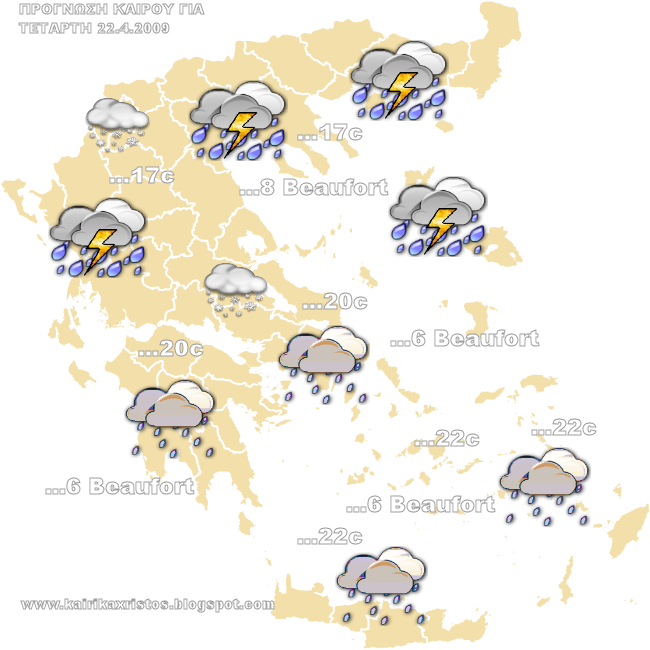 ΠΡΟΓΝΩΣΗ ΚΑΙΡΟΥ ΓΙΑ
ΤΕΤΑΡΤΗ 22.4.2009
...17c
...17c
...8 Beaufort
...20c
...6 Beaufort
...20c
...22c
...22c
...6 Beaufort
...6 Beaufort
...22c
www.kairikaxristos.blogspot.com